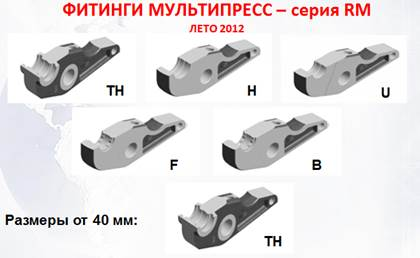 ФИТИНГИ МУЛЬТИПРЕСС – серия RM
ЛЕТО 2012
TH
H
U
F
B
Размеры от 40 мм:
TH